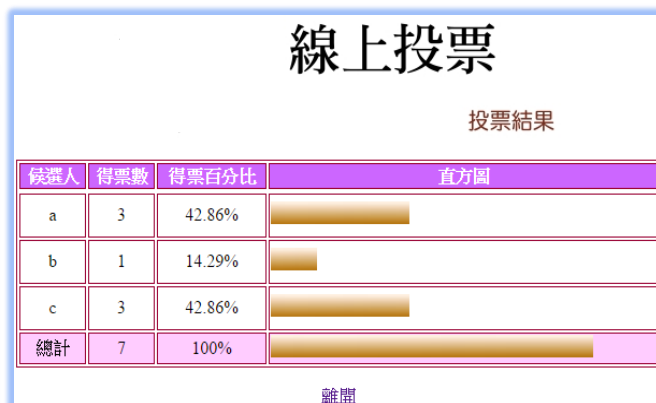 線上投票
投票結果
候選人 得票數 得票百分比 直方圖
a 3 42.86%
b 1 14.29%
c 3 42.86%
總計 7 100%
離開